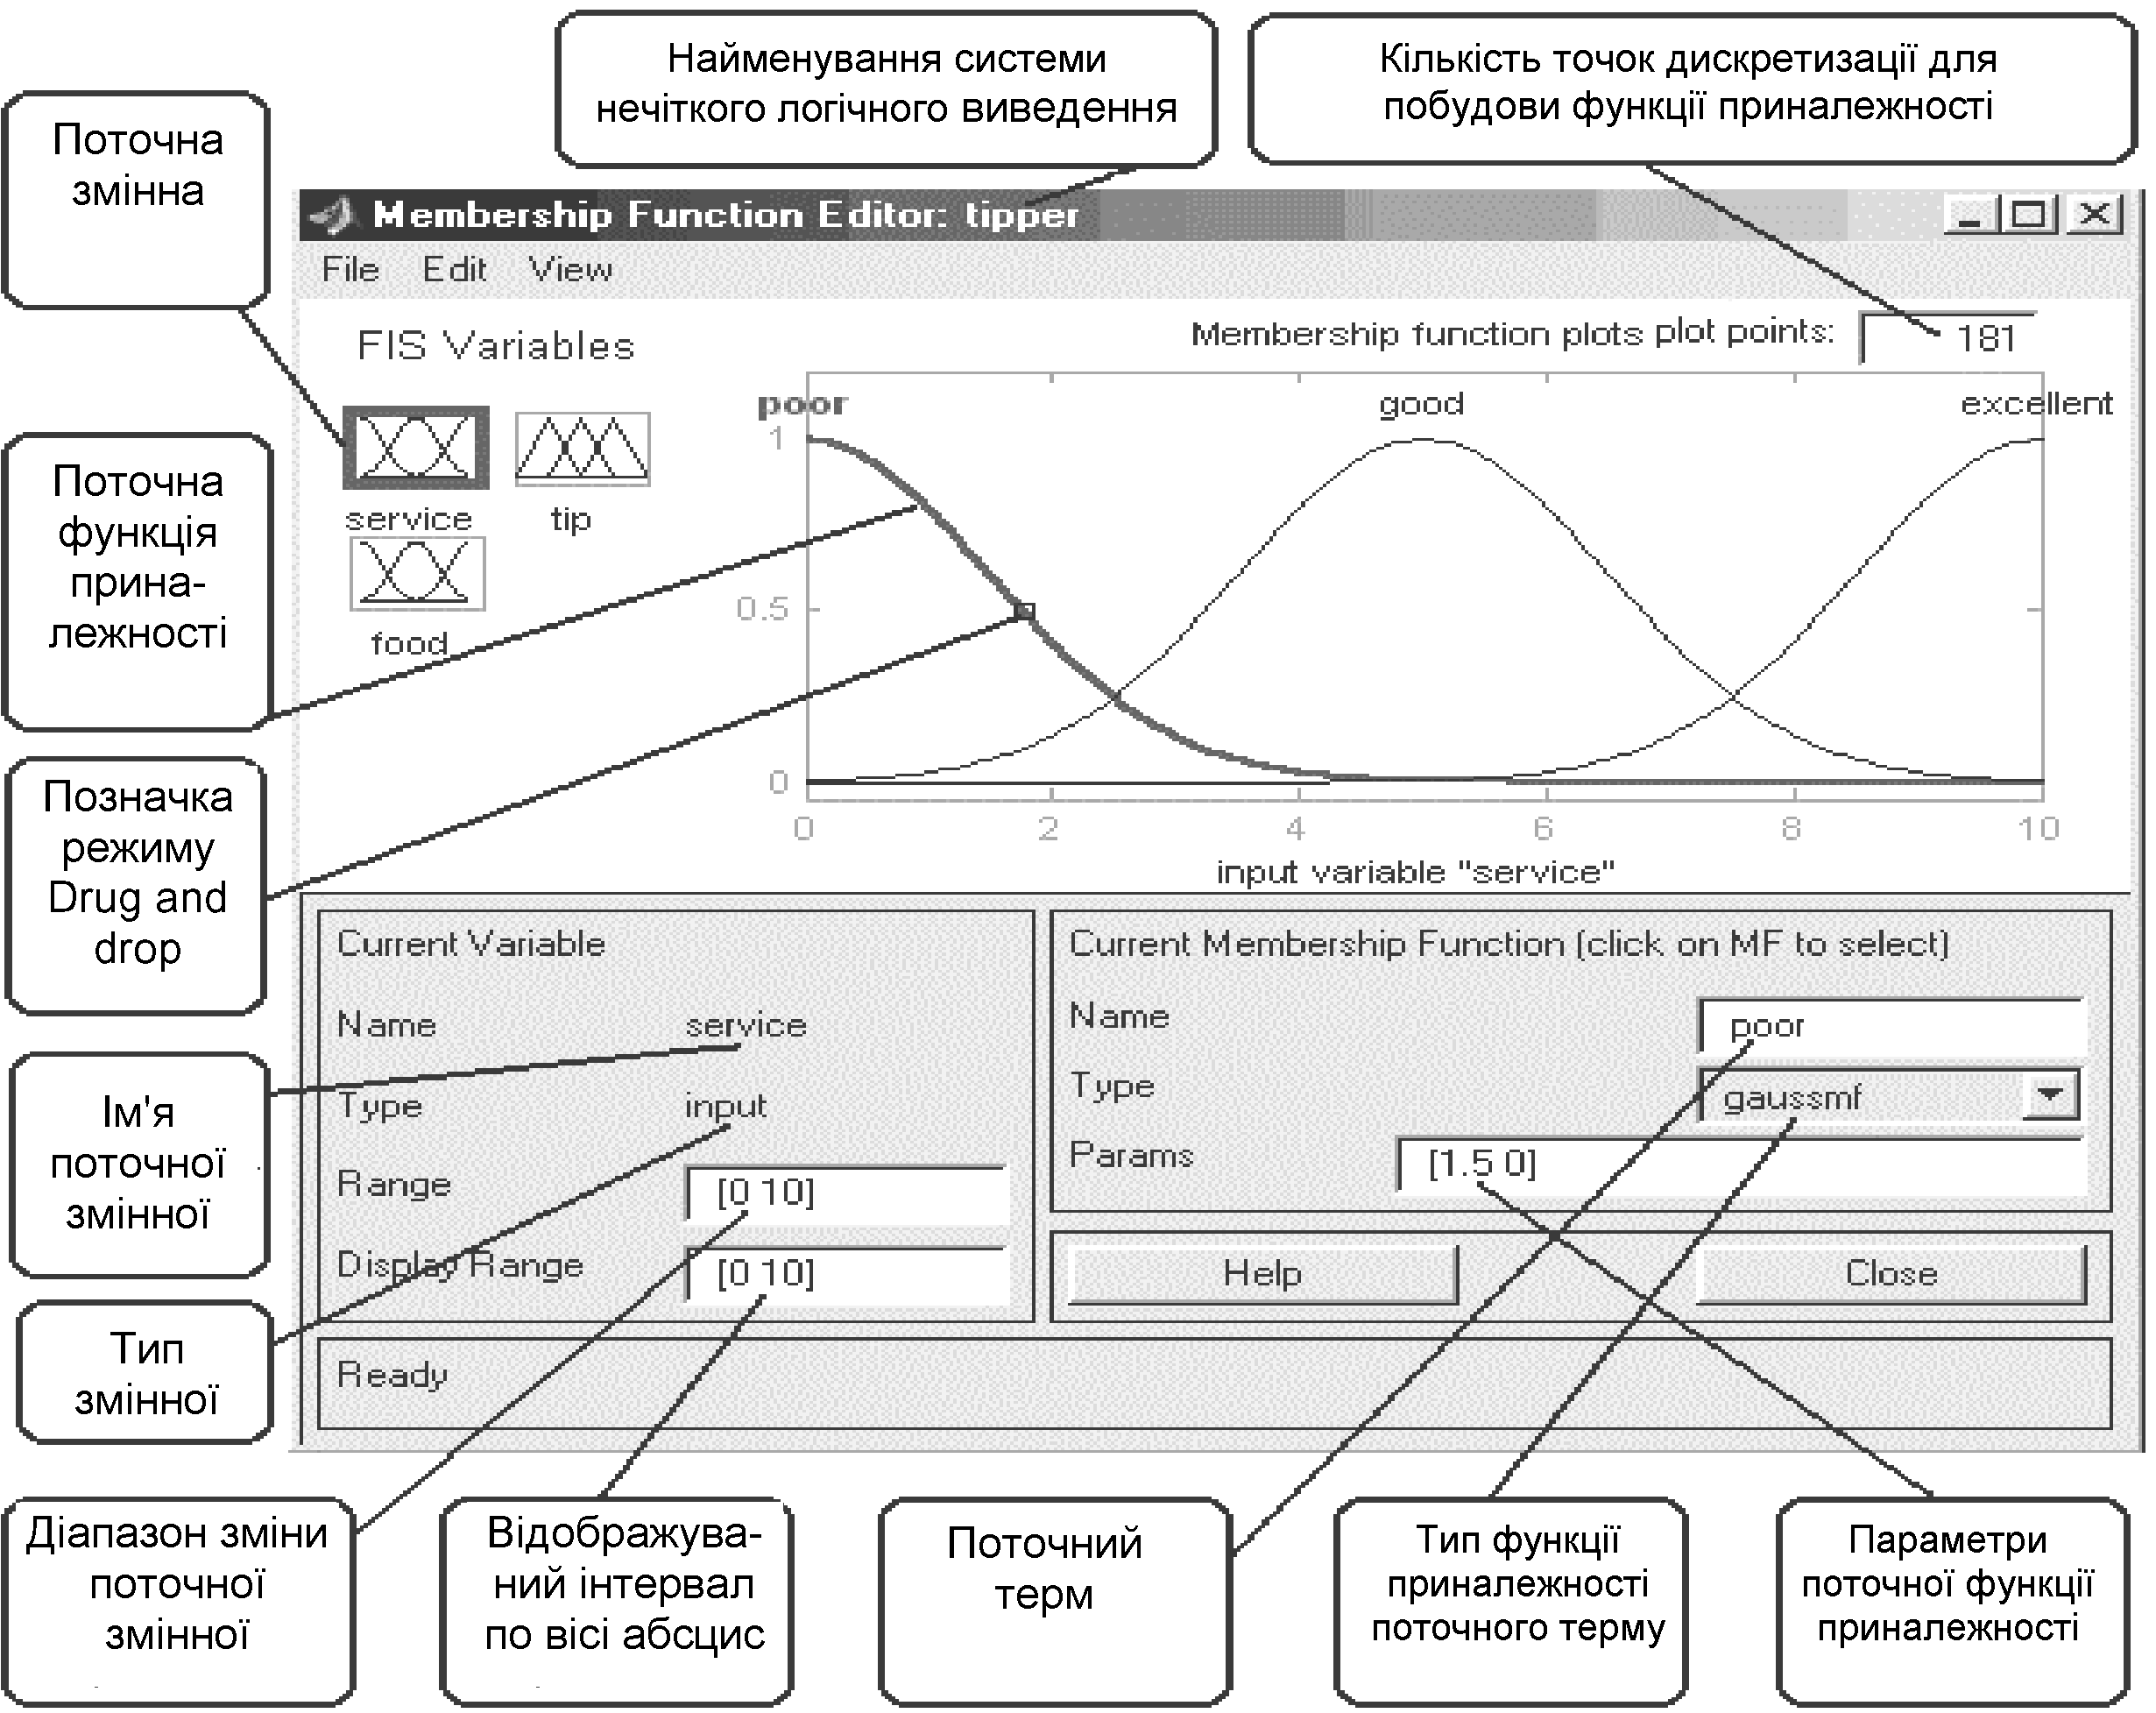 Найменування системи
нечіткого логічного виведення
Кількість точок дискретизації для
побудови функції приналежності
Поточна
змінна
Membership Function Editor: tipper
File Edit View
FIS Variables
Membership function plots plot points: 181
poor good excellent
service
tip
food
1
0.5
0
0 2 4 6 8 10
input variable "service"
Поточна
функція
прина-
лежності
Позначка
режиму
Drug and
drop
Ім'я
поточної
змінної
Тип
змінної
Current Variable
Name service
Type input
Range [0 10]
Display Range [0 10]
Current Membership Function (click on MF to select)
Name poor
Type gaussmf
Params [1.5 0]
Help Close
Ready
Діапазон зміни
поточної
змінної
Відображува-
ний інтервал
по вісі абсцис
Поточний
терм
Тип функції
приналежності
поточного терму
Параметри
поточної функції
приналежності